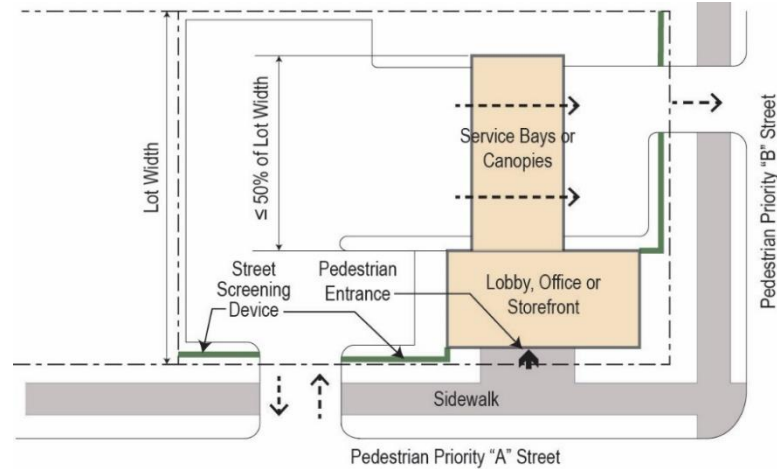 Lot Width
≤ 50% of Lot Width
Service Bays or
Canopies
Pedestrian Priority "B" Street
Street
Screening
Device
Pedestrian
Entrance
Lobby, Office or
Storefront
Sidewalk
Pedestrian Priority "A" Street